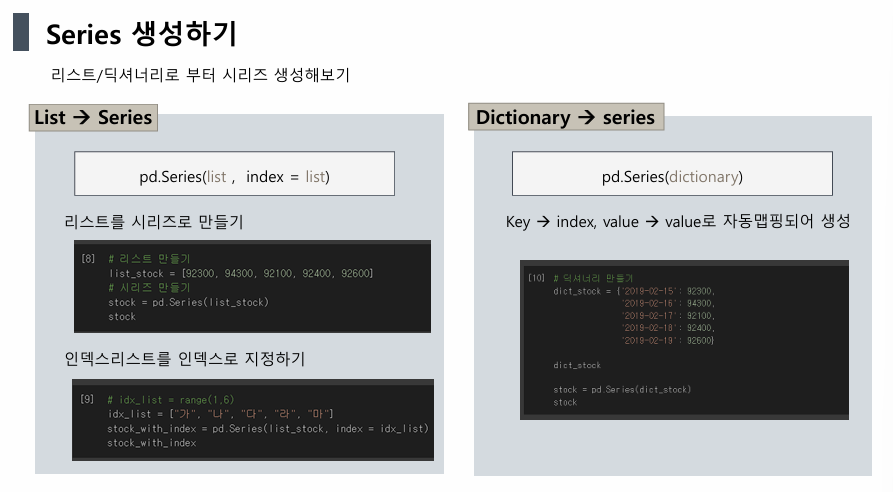 Series 생성하기
리스트/딕셔너리로 부터 시리즈 생성해보기
List → Series
pd.Series(list , index = list)
리스트를 시리즈로 만들기
[8] # 리스트 만들기
list_stock = [92300, 94300, 92100, 92400, 92600]
# 시리즈 만들기
stock = pd.Series(list_stock)
stock
인덱스리스트를 인덱스로 지정하기
[9] # idx_list = range(1,6)
idx_list = ["가", "나", "다", "라", "마"]
stock_with_index = pd.Series(list_stock, index = idx_list)
stock_with_index
Dictionary → series
pd.Series(dictionary)
Key → index, value → value로 자동맵핑되어 생성
[10] # 딕셔너리 만들기
dict_stock = {'2019-02-15': 92300,
'2019-02-16': 94300,
'2019-02-17': 92100,
'2019-02-18': 92400,
'2019-02-19': 92600}
dict_stock
stock = pd.Series(dict_stock)
stock